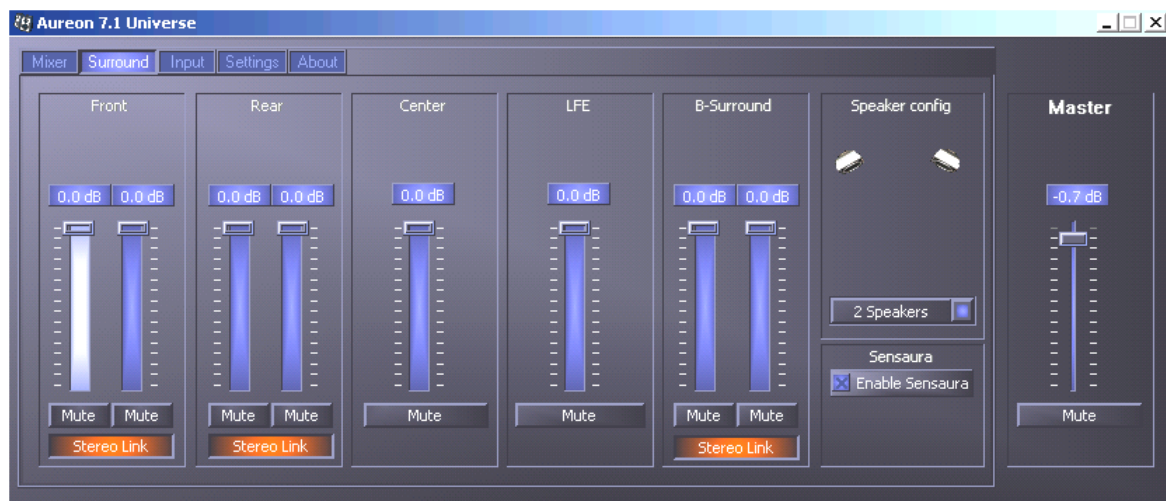 Aureon 7.1 Universe
Mixer Surround Input Settings About
Front Rear Center LFE B-Surround Speaker config Master
0.0 dB 0.0 dB 0.0 dB 0.0 dB 0.0 dB 0.0 dB 0.0 dB 0.0 dB -0.7 dB
2 Speakers
Sensaura
Enable Sensaura
Mute Mute Mute Mute Mute Mute Mute Mute Mute
Stereo Link Stereo Link Stereo Link